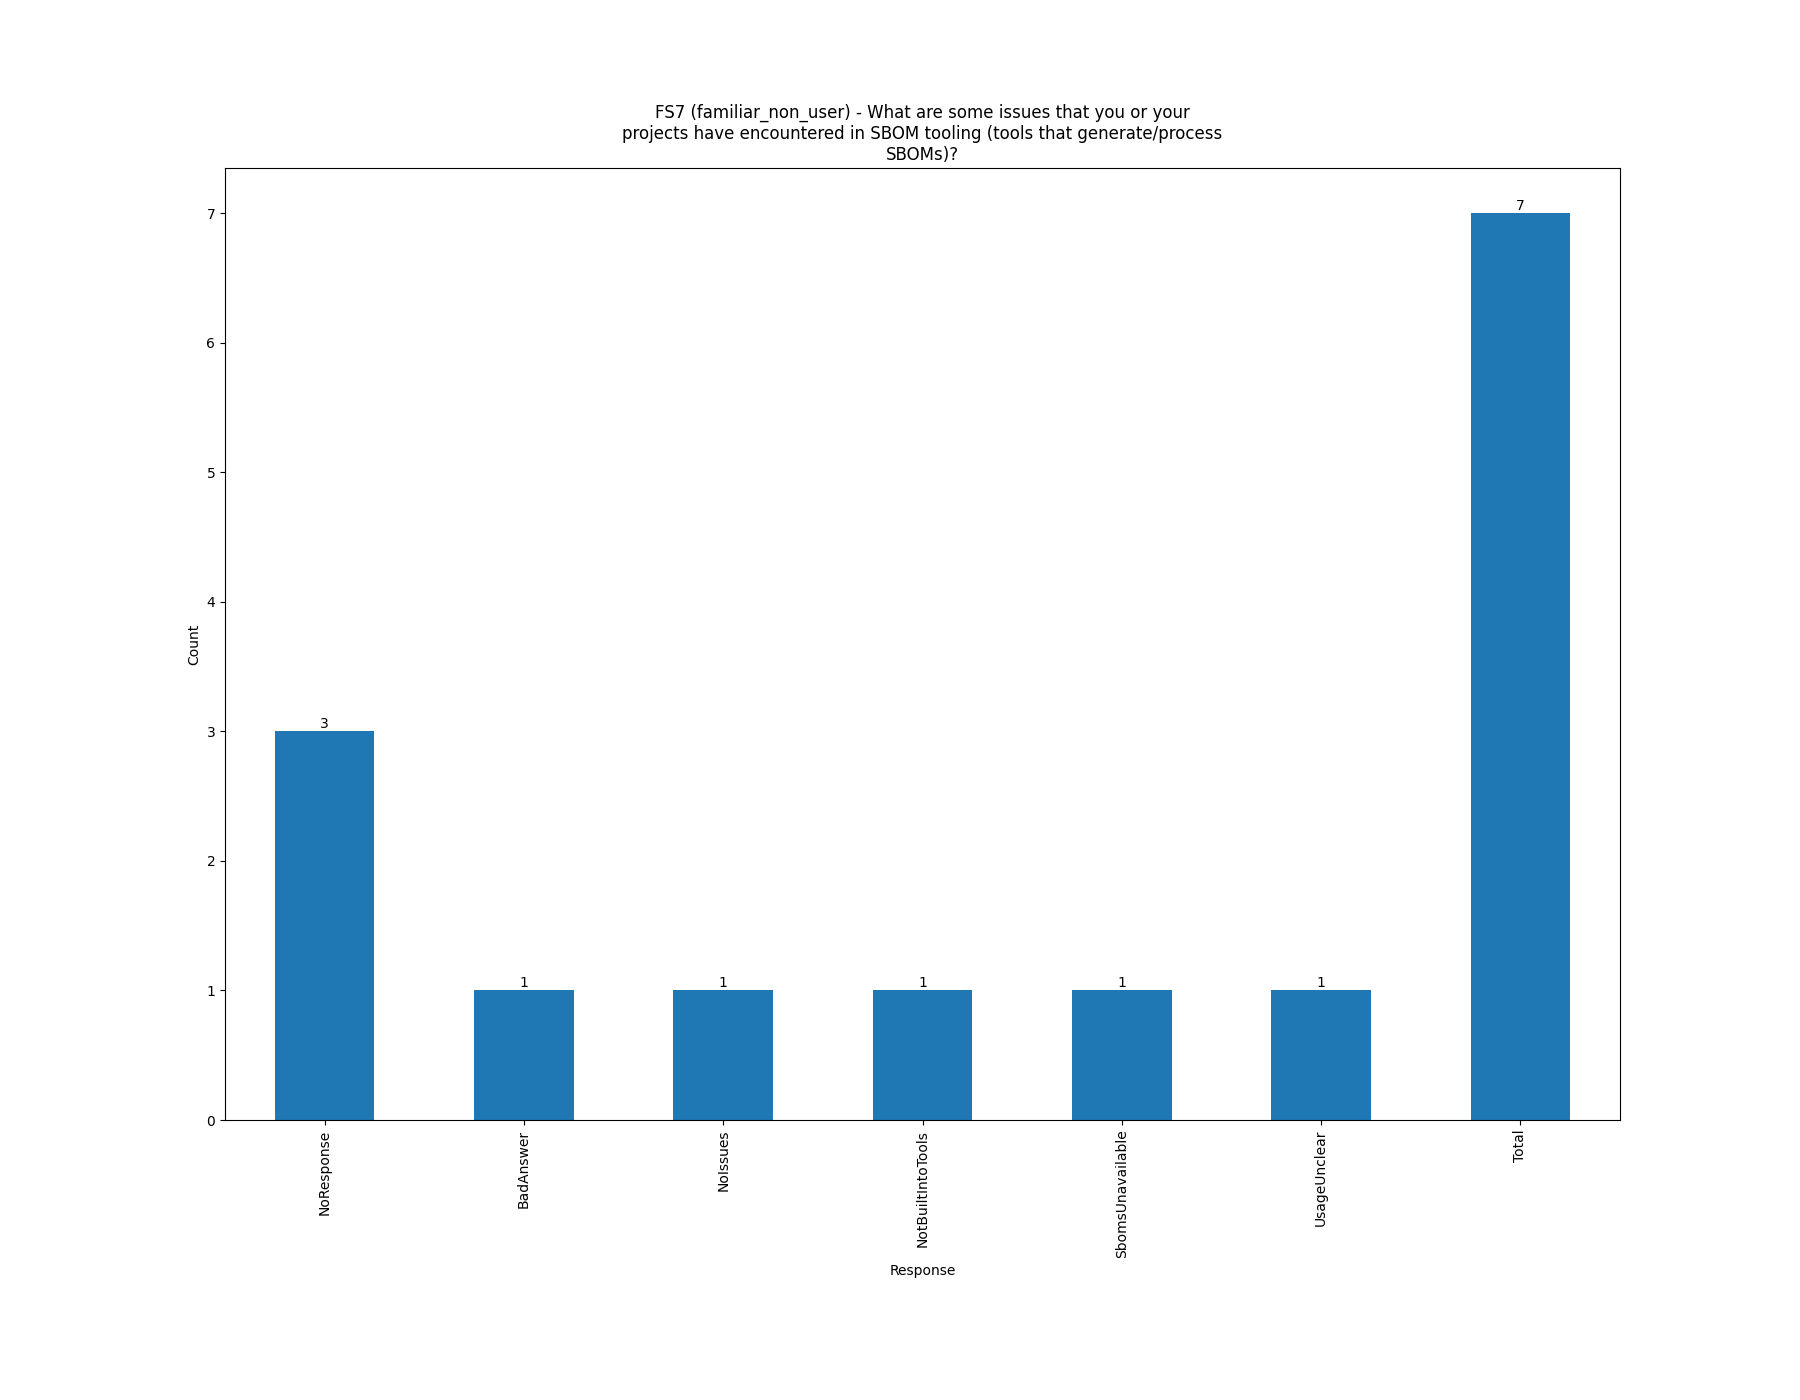 FS7 (familiar_non_user) - What are some issues that you or your
projects have encountered in SBOM tooling (tools that generate/process
SBOMs)?
7
6
5
4
3
2
1
0
Count
3
1
1
1
1
1
7
NoResponse
BadAnswer
NoIssues
NotBuiltIntoTools
SbomsUnavailable
UsageUnclear
Total
Response